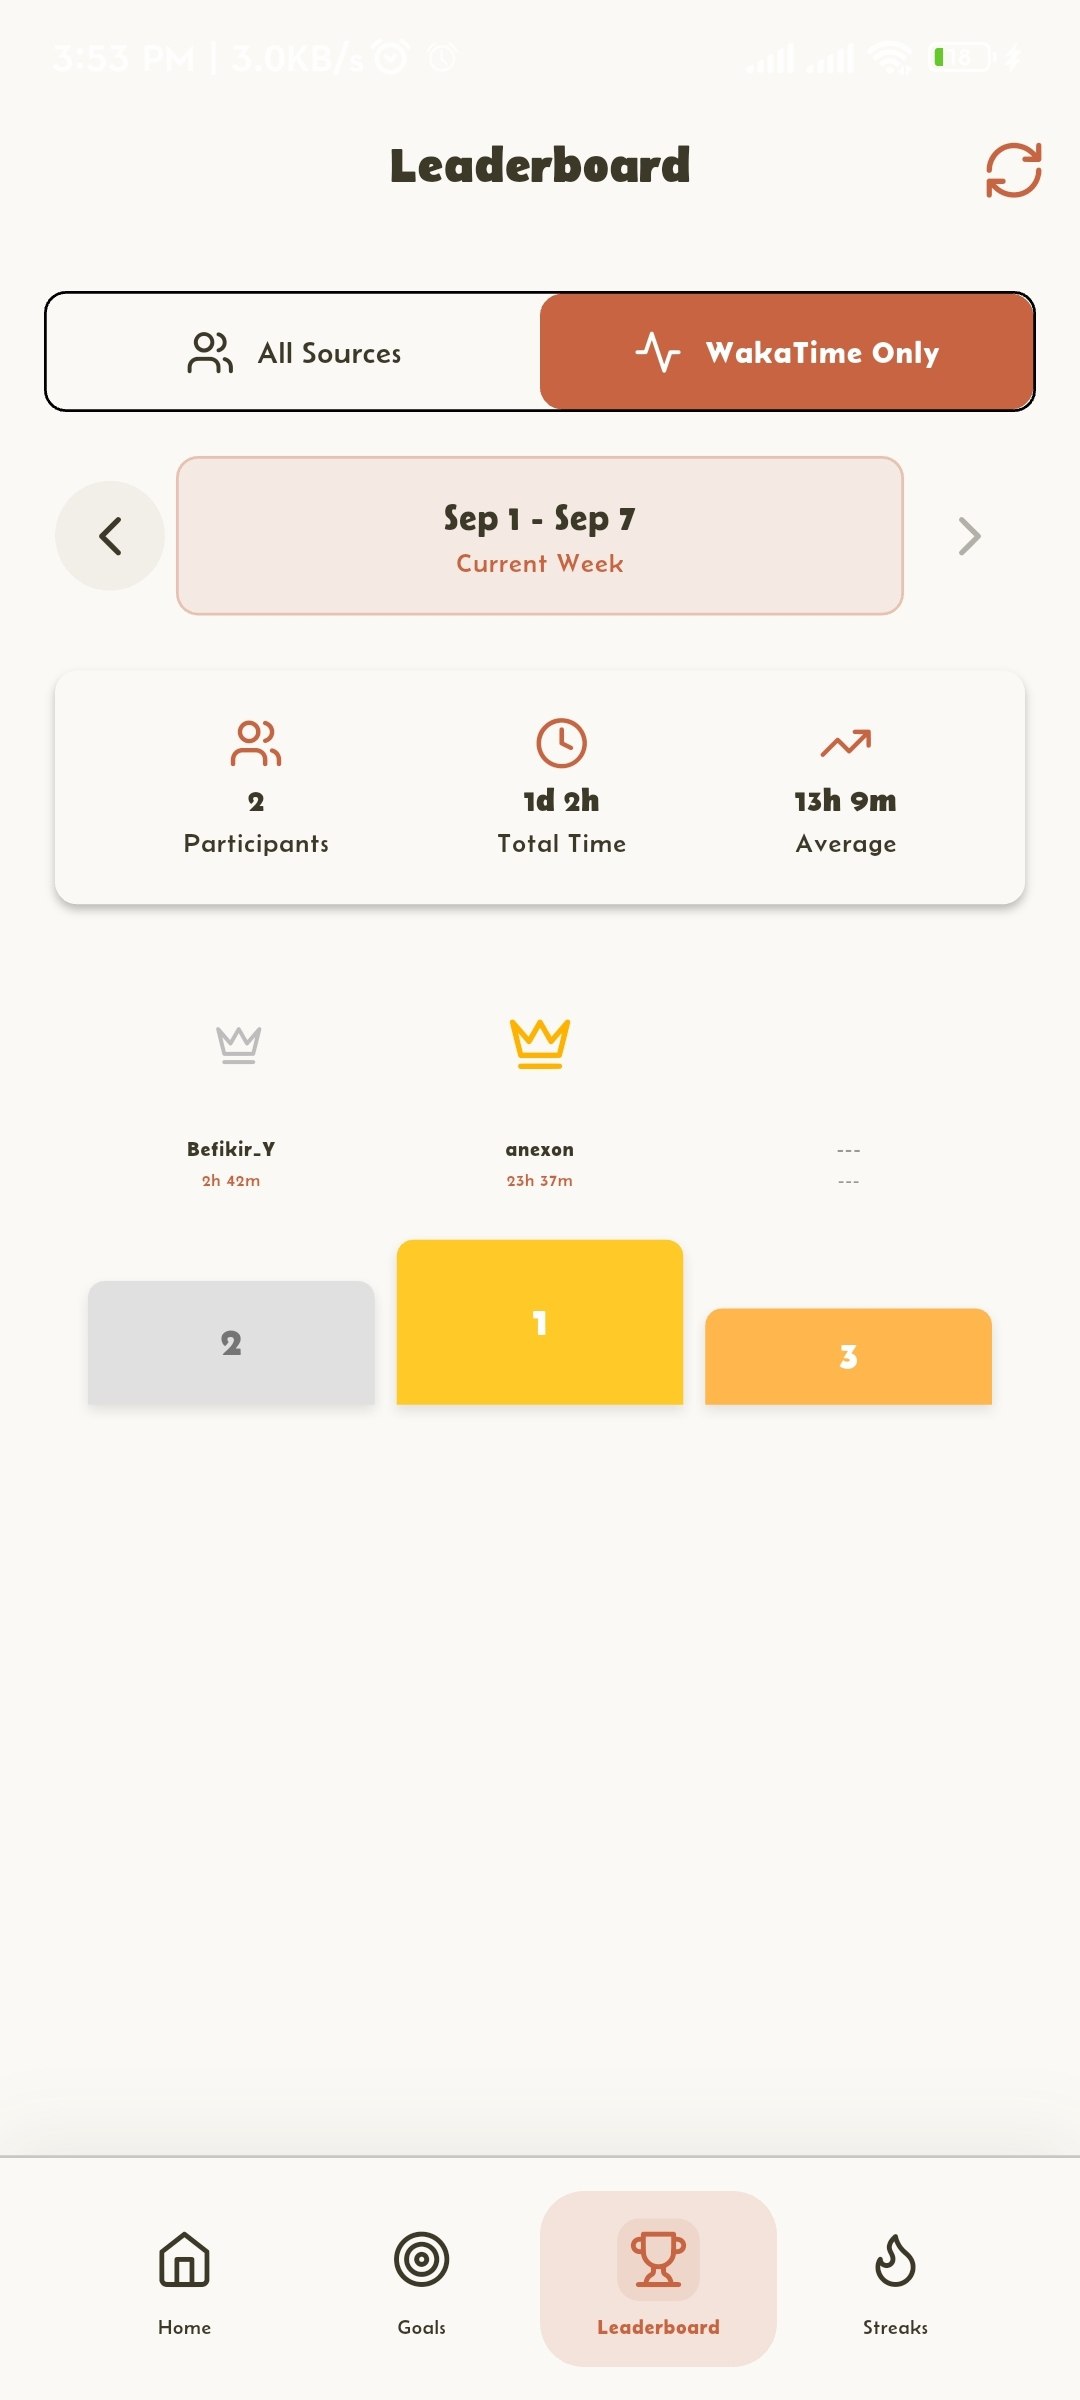 3:53 PM | 3.0KB/s
Leaderboard
All Sources
WakaTime Only
Sep 1 - Sep 7
Current Week
2
Participants
1d 2h
Total Time
13h 9m
Average
Befikir_Y
2h 42m
anexon
23h 37m
---
---
2
1
3
Home
Goals
Leaderboard
Streaks